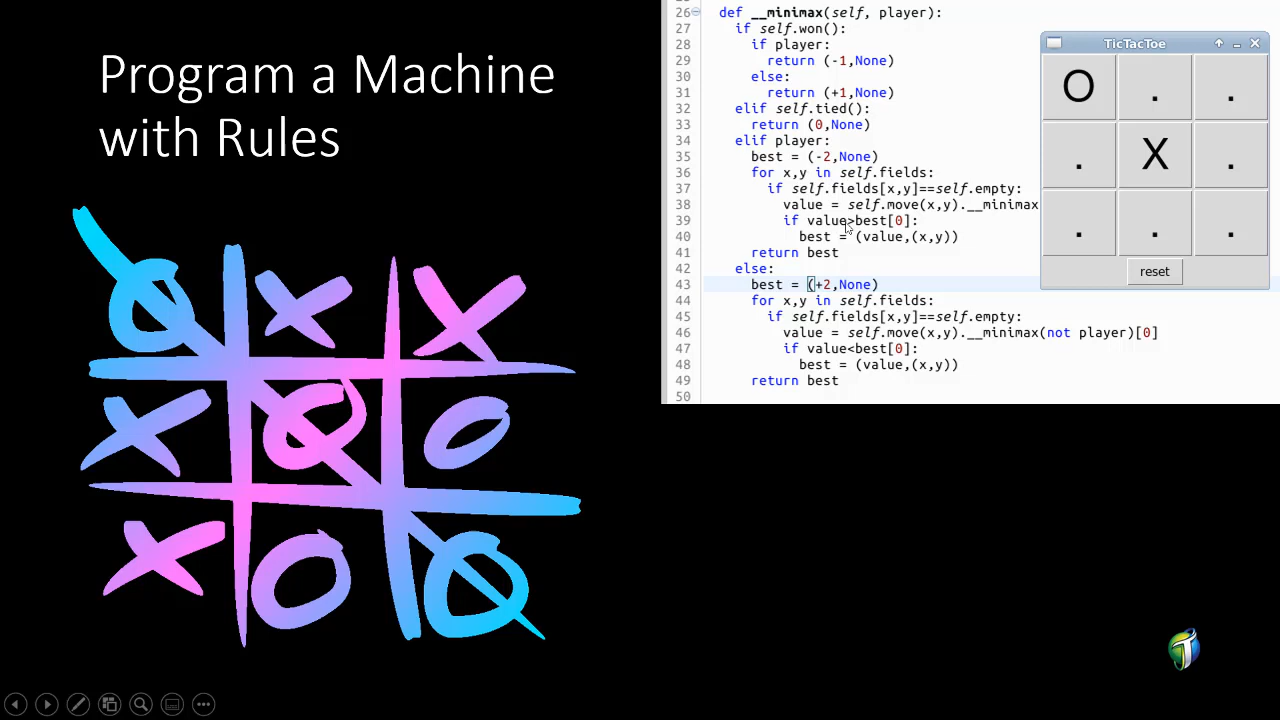 Program a Machine
with Rules
26 def __minimax(self, player):
27 if self.won():
28 if player:
29 return (-1,None)
30 else:
31 return (+1,None)
32 elif self.tied():
33 return (0,None)
34 elif player:
35 best = (-2,None)
36 for x,y in self.fields:
37 if self.fields[x,y]==self.empty:
38 value = self.move(x,y).__minimax
39 if value>best[0]:
40 best = (value,(x,y))
41 return best
42 else:
43 best = (+2,None)
44 for x,y in self.fields:
45 if self.fields[x,y]==self.empty:
46 value = self.move(x,y).__minimax(not player)[0]
47 if value<best[0]:
48 best = (value,(x,y))
49 return best
50
TicTacToe
O . .
. X .
. . .
reset
O X X
X O O
X O O
T